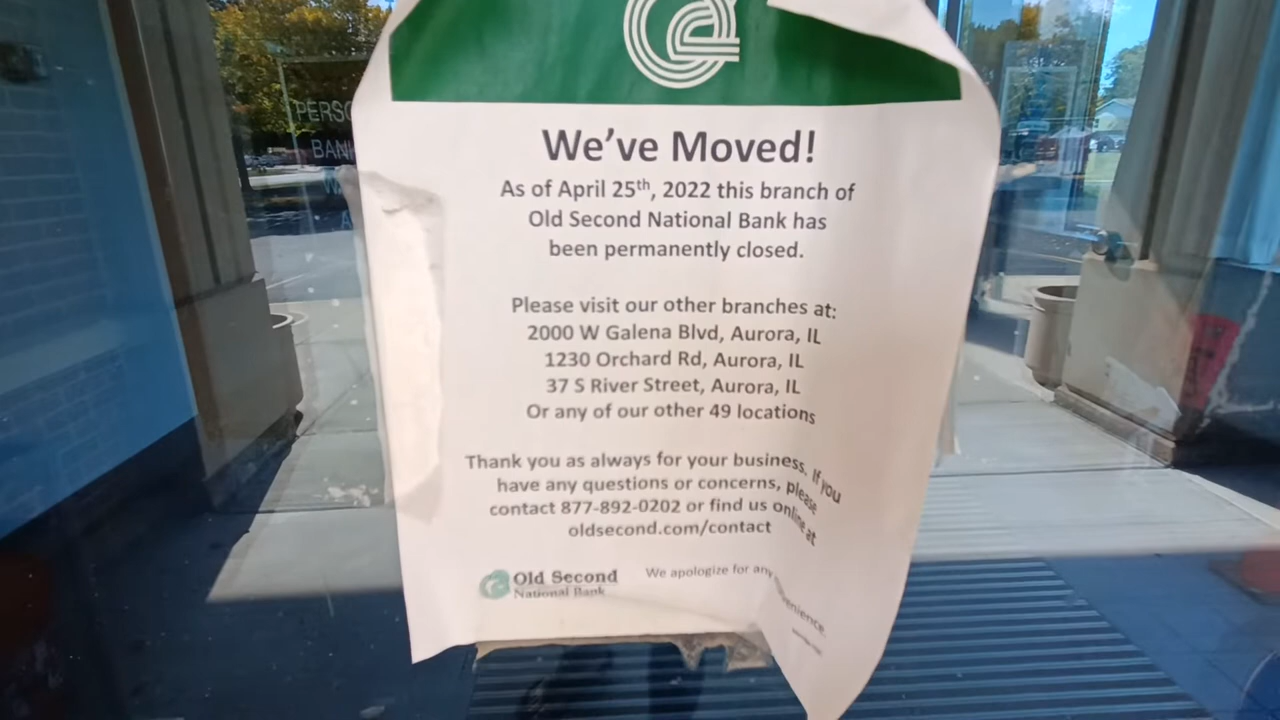 PERSO
BAN
We've Moved!
As of April 25th, 2022 this branch of
Old Second National Bank has
been permanently closed.
Please visit our other branches at:
2000 W Galena Blvd, Aurora, IL
1230 Orchard Rd, Aurora, IL
37 S River Street, Aurora, IL
Or any of our other 49 locations
Thank you as always for your business. If you
have any questions or concerns, please
contact 877-892-0202 or find us online at
oldsecond.com/contact
Old Second
National Bank
We apologize for any